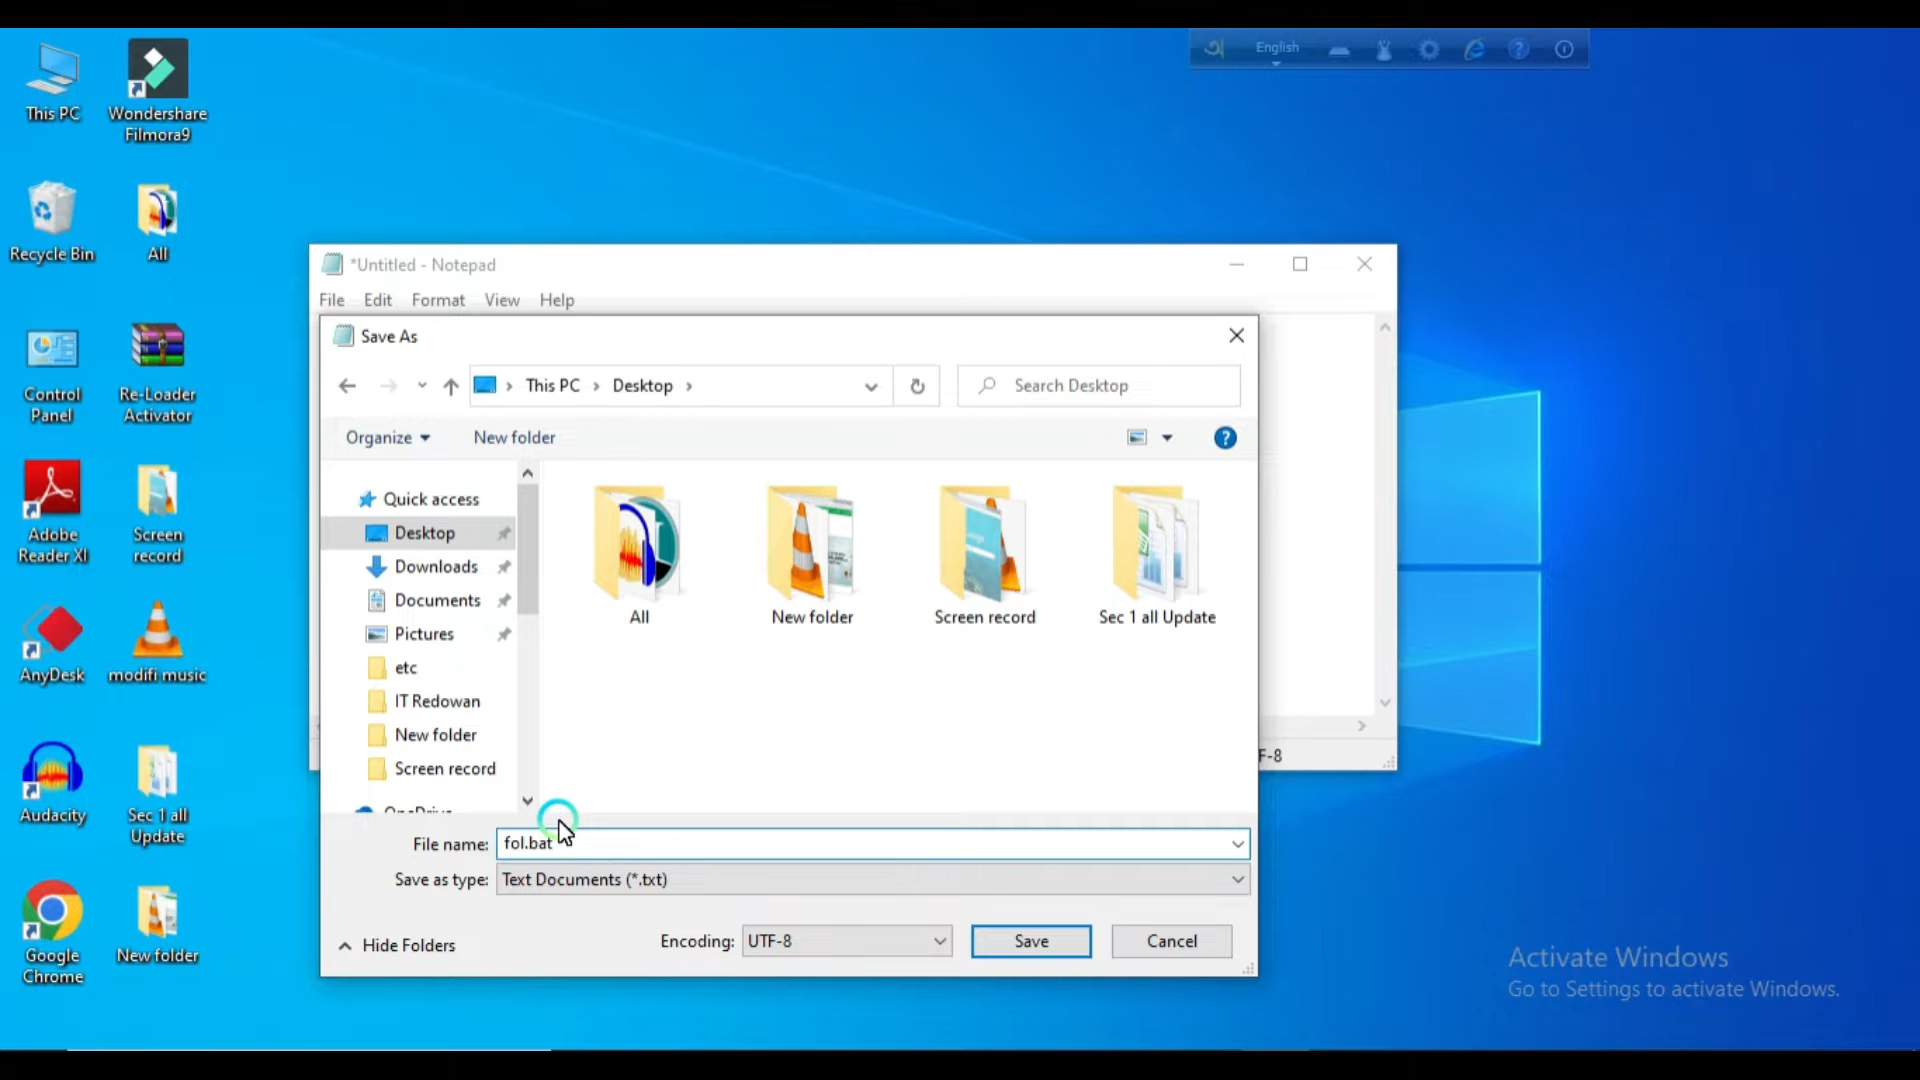 English
This PC
Wondershare
Filmora9
Recycle Bin
All
Control
Panel
Re-Loader
Activator
Adobe
Reader XI
Screen
record
AnyDesk
modifi music
Audacity
Sec 1 all
Update
Google
Chrome
New folder
*Untitled - Notepad
File Edit Format View Help
Save As
This PC Desktop
Search Desktop
Organize New folder
Quick access
Desktop
Downloads
Documents
Pictures
etc
IT Redowan
New folder
Screen record
OneDrive
All
New folder
Screen record
Sec 1 all Update
F-8
File name: fol.bat
Save as type: Text Documents (*.txt)
Hide Folders
Encoding: UTF-8
Save
Cancel
Activate Windows
Go to Settings to activate Windows.